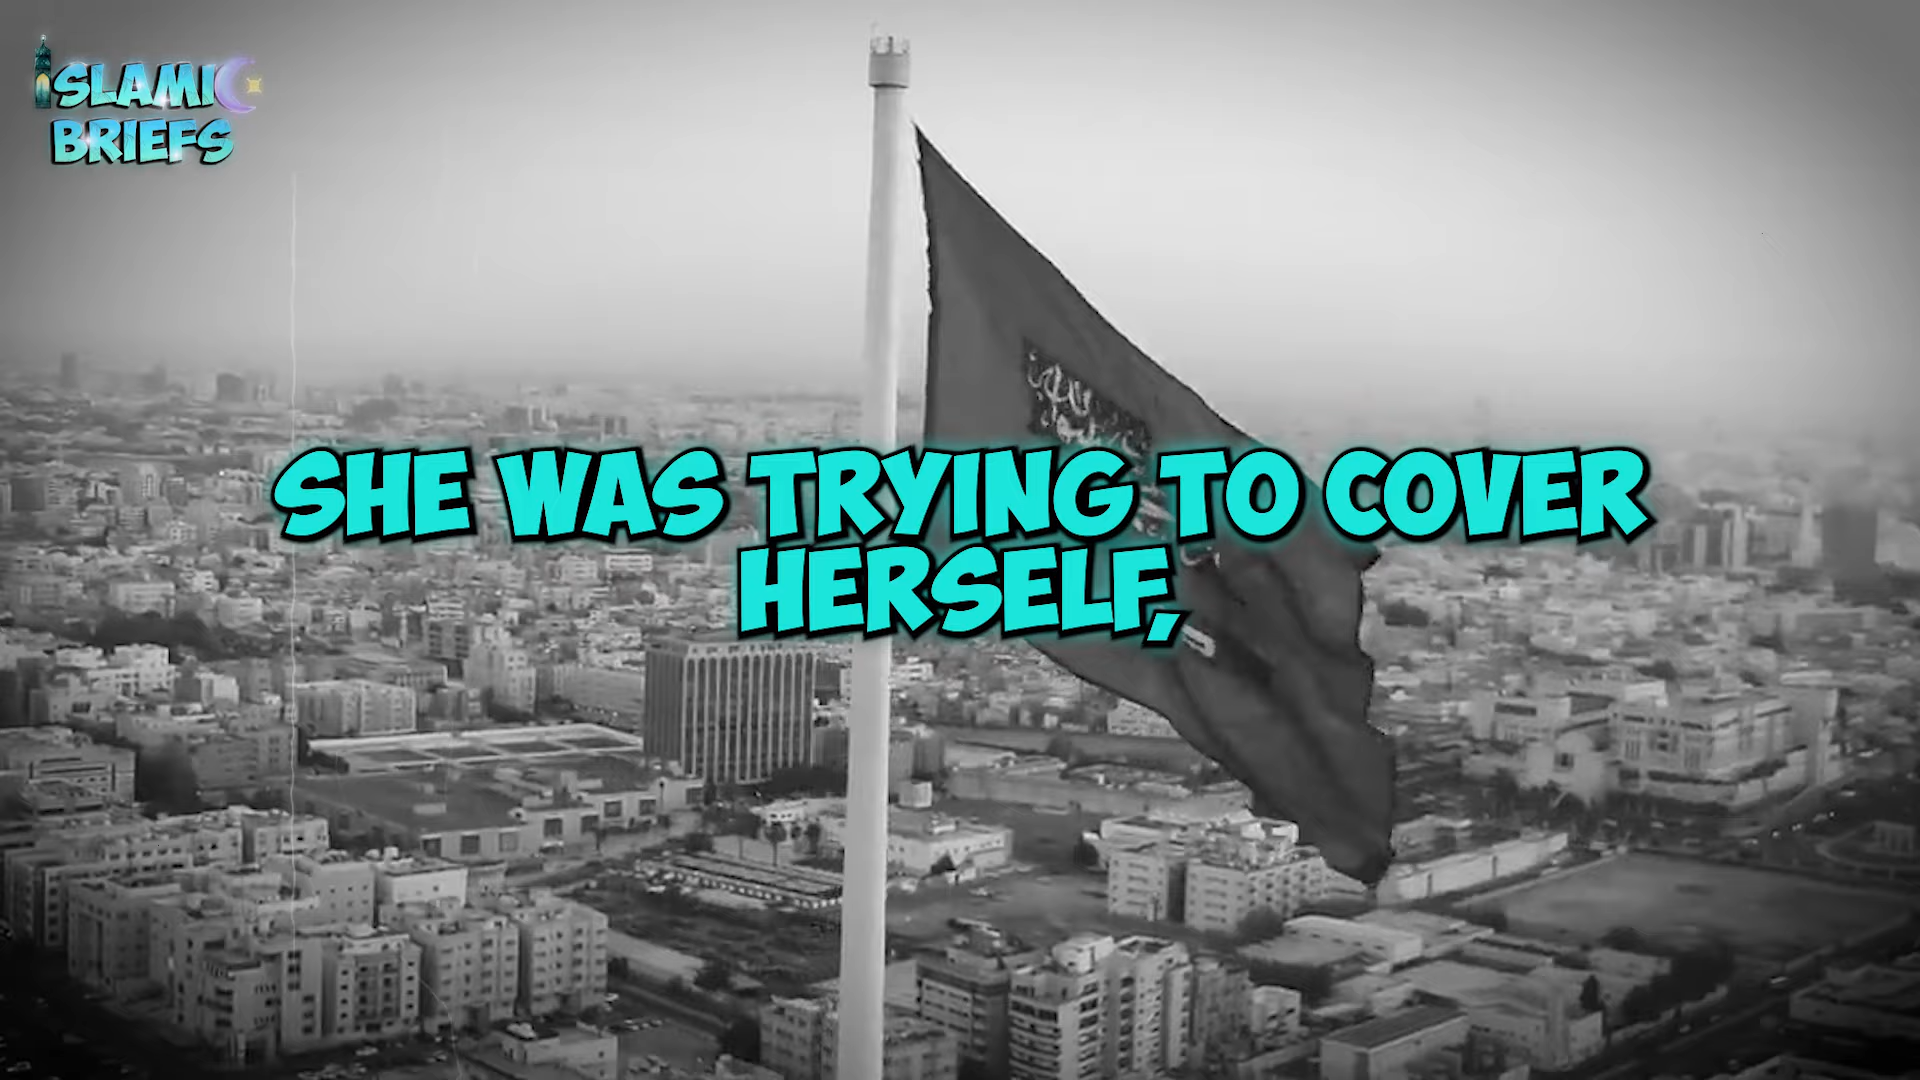 ISLAMIC
BRIEFS
SHE WAS TRYING TO COVER
HERSELF,